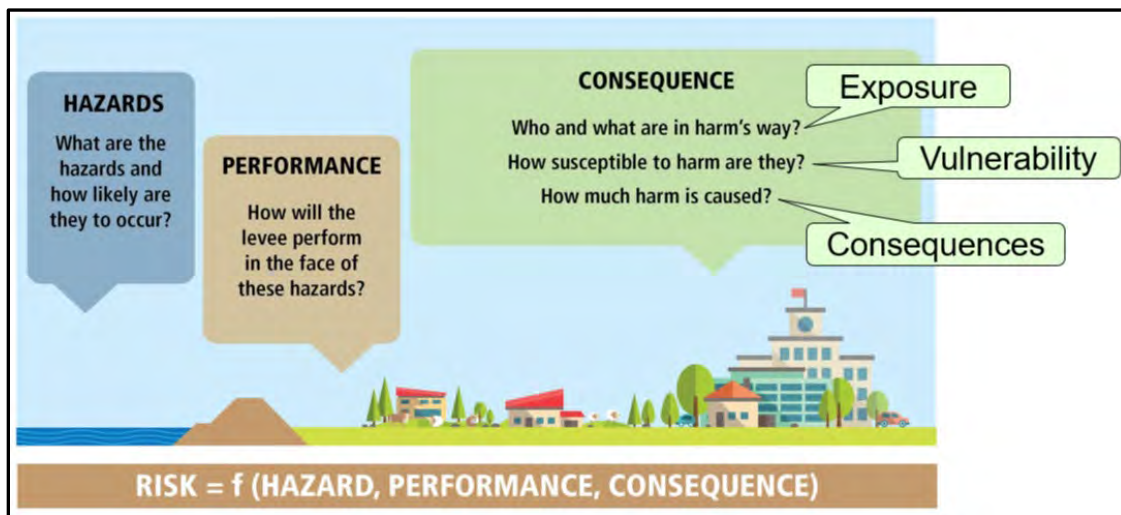 HAZARDS
What are the
hazards and
how likely are
they to occur?
PERFORMANCE
How will the
levee perform
in the face of
these hazards?
CONSEQUENCE
Who and what are in harm's way?
How susceptible to harm are they?
How much harm is caused?
Exposure
Vulnerability
Consequences
RISK = f (HAZARD, PERFORMANCE, CONSEQUENCE)